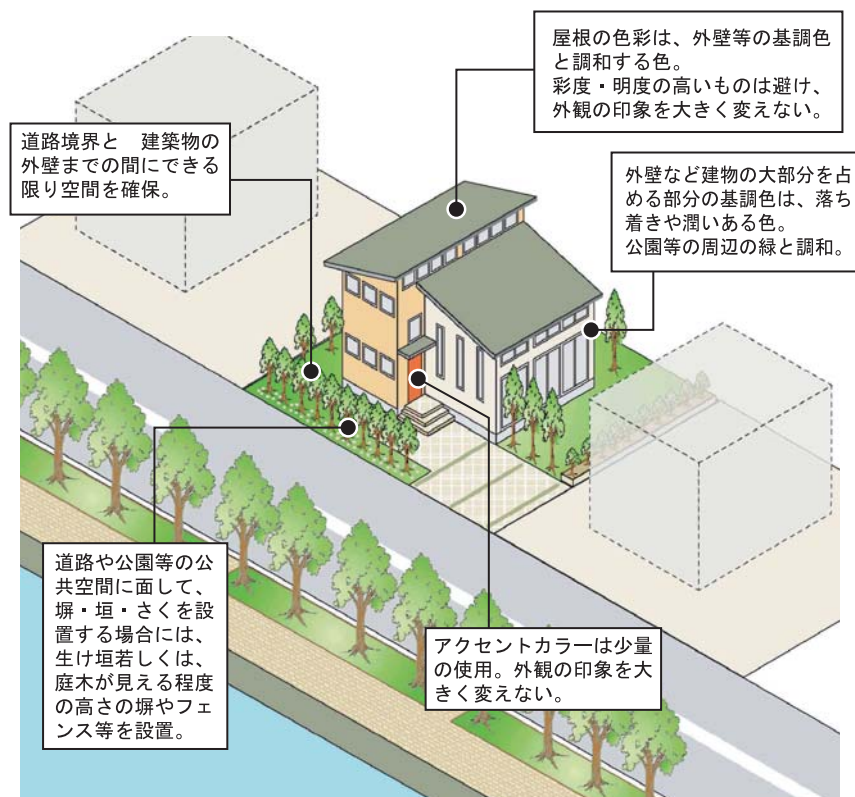 屋根の色彩は、外壁等の基調色
と調和する色。
彩度・明度の高いものは避け、
外観の印象を大きく変えない。
道路境界と　建築物の
外壁までの間にできる
限り空間を確保。
外壁など建物の大部分を占
める部分の基調色は、落ち
着きや潤いある色。
公園等の周辺の緑と調和。
道路や公園等の公
共空間に面して、
塀・垣・さくを設
置する場合には、
生け垣若しくは、
庭木が見える程度
の高さの塀やフェ
ンス等を設置。
アクセントカラーは少量
の使用。外観の印象を大
きく変えない。